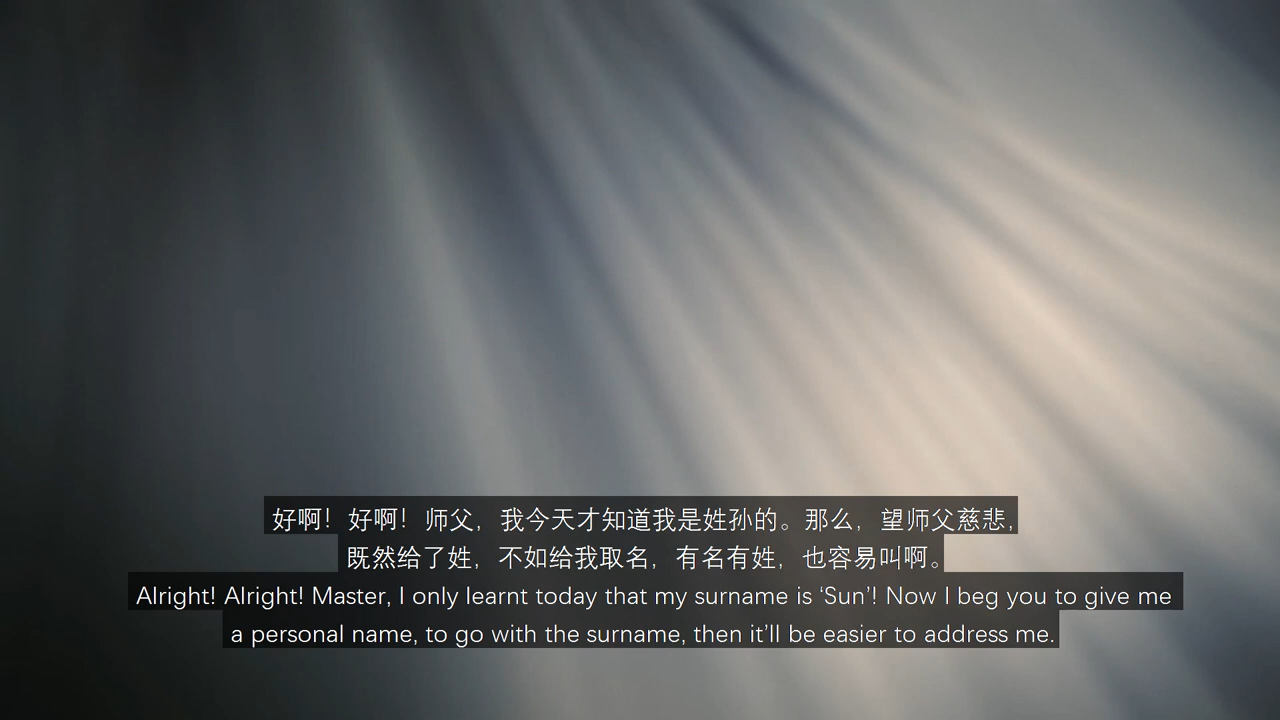 好啊！好啊！师父，我今天才知道我是姓孙的。那么，望师父慈悲，
既然给了姓，不如给我取名，有名有姓，也容易叫啊。
Alright! Alright! Master, I only learnt today that my surname is ‘Sun’! Now I beg you to give me
a personal name, to go with the surname, then it’ll be easier to address me.